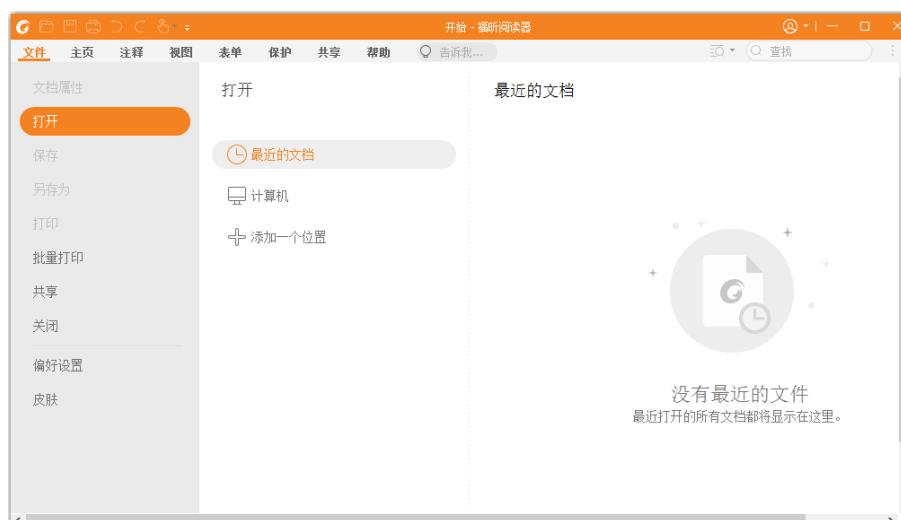 开始 - 福昕阅读器
文件 主页 注释 视图 表单 保护 共享 帮助 告诉我... 查找
文档属性
打开
保存
另存为
打印
批量打印
共享
关闭
偏好设置
皮肤
打开
最近的文档
计算机
添加一个位置
最近的文档
没有最近的文件
最近打开的所有文档都将显示在这里。